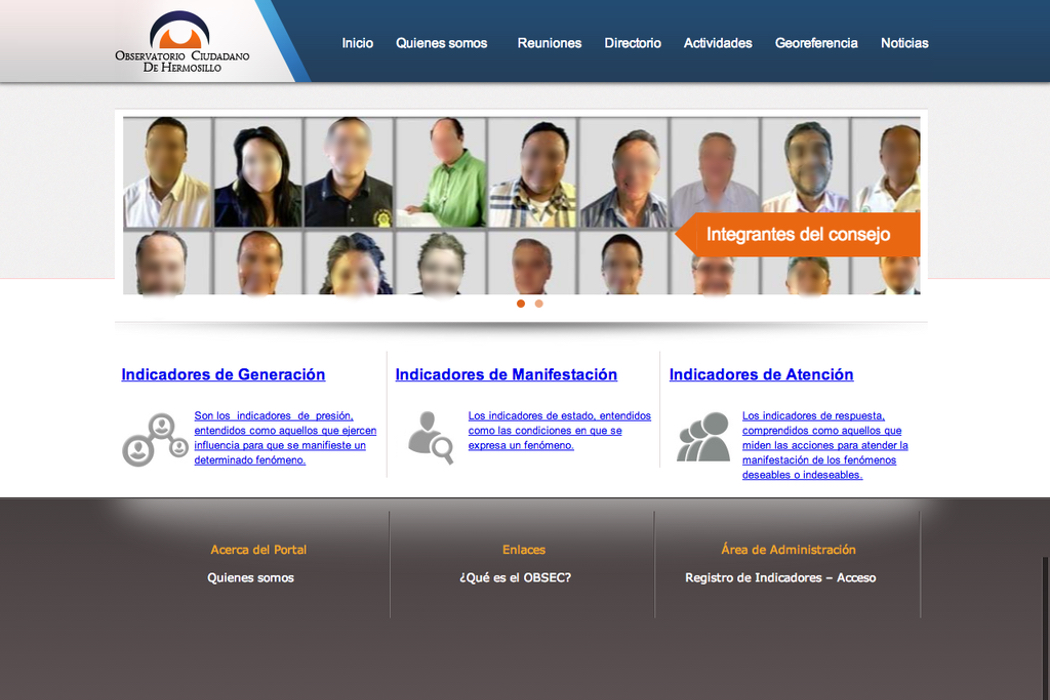 OBSERVATORIO CIUDADANO
DE HERMOSILLO
Inicio Quienes somos Reuniones Directorio Actividades Georeferencia Noticias
Integrantes del consejo
Indicadores de Generación
Son los indicadores de presión,
entendidos como aquellos que ejercen
influencia para que se manifieste un
determinado fenómeno.
Indicadores de Manifestación
Los indicadores de estado, entendidos
como las condiciones en que se
expresa un fenómeno.
Indicadores de Atención
Los indicadores de respuesta,
comprendidos como aquellos que
miden las acciones para atender la
manifestación de los fenómenos
deseables o indeseables.
Acerca del Portal
Quienes somos
Enlaces
¿Qué es el OBSEC?
Área de Administración
Registro de Indicadores – Acceso